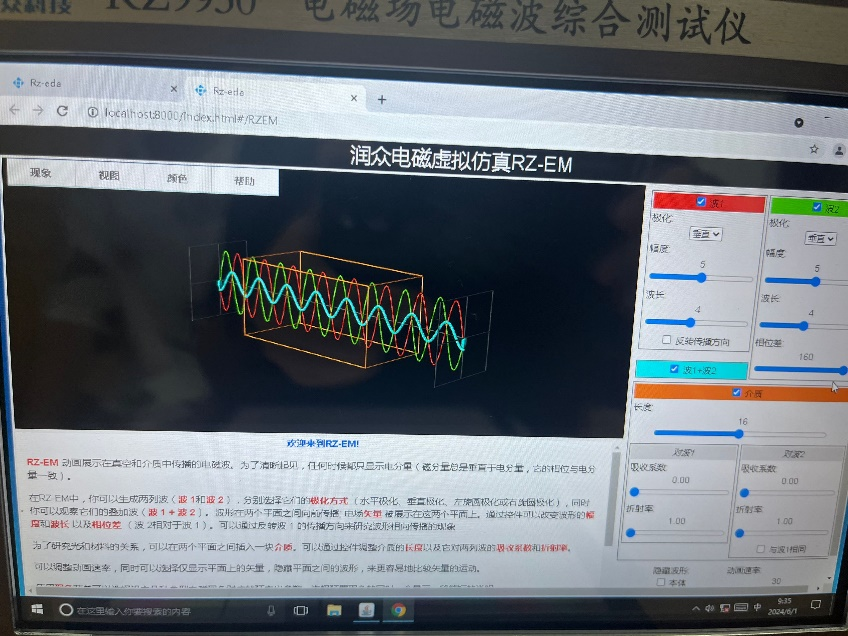 众科技 RZ9930 电磁场电磁波综合测试仪
Rz-eda
Rz-eda
localhost:8000/Index.html#/RZEM
润众电磁虚拟仿真RZ-EM
现象 视图 颜色 帮助
波1
极化:
垂直
幅度:
5
波长:
4
反转传播方向
波2
极化:
垂直
幅度:
5
波长:
4
相位差:
160
波1+波2
介质
长度:
16
对波1
吸收系数:
0.00
折射率:
1.00
对波2
吸收系数:
0.00
折射率:
1.00
与波1相同
隐藏波形:
本体
动画速率:
30
欢迎来到RZ-EM!
RZ-EM 动画展示在真空和介质中传播的电磁波。为了清晰起见，任何时候都只显示电分量（磁分量总是垂直于电分量，它的相位与电分
量一致）。
在RZ-EM中，你可以生成两列波（波1和波2），分别选择它们的极化方式（水平极化、垂直极化、左旋圆极化或右旋圆极化），同时
你可以观察它们的叠加波（波1 + 波2）。波形在两个平面之间向前传播 电场矢量 被展示在这两个平面上。通过控件可以改变波形的幅
度和波长以及相位差（波 2相对于波 1）。可以通过反转波 1 的传播方向来研究波形相向传播的现象
为了研究光和材料的关系，可以在两个平面之间插入一块介质。可以通过控件调整介质的长度以及它对两列波的吸收系数和折射率。
可以调整动画速率，同时可以选择仅显示平面上的矢量，隐藏平面之间的波形，来更容易地比较矢量的运动。
在这里输入你要搜索的内容
中
9:35
2024/6/1